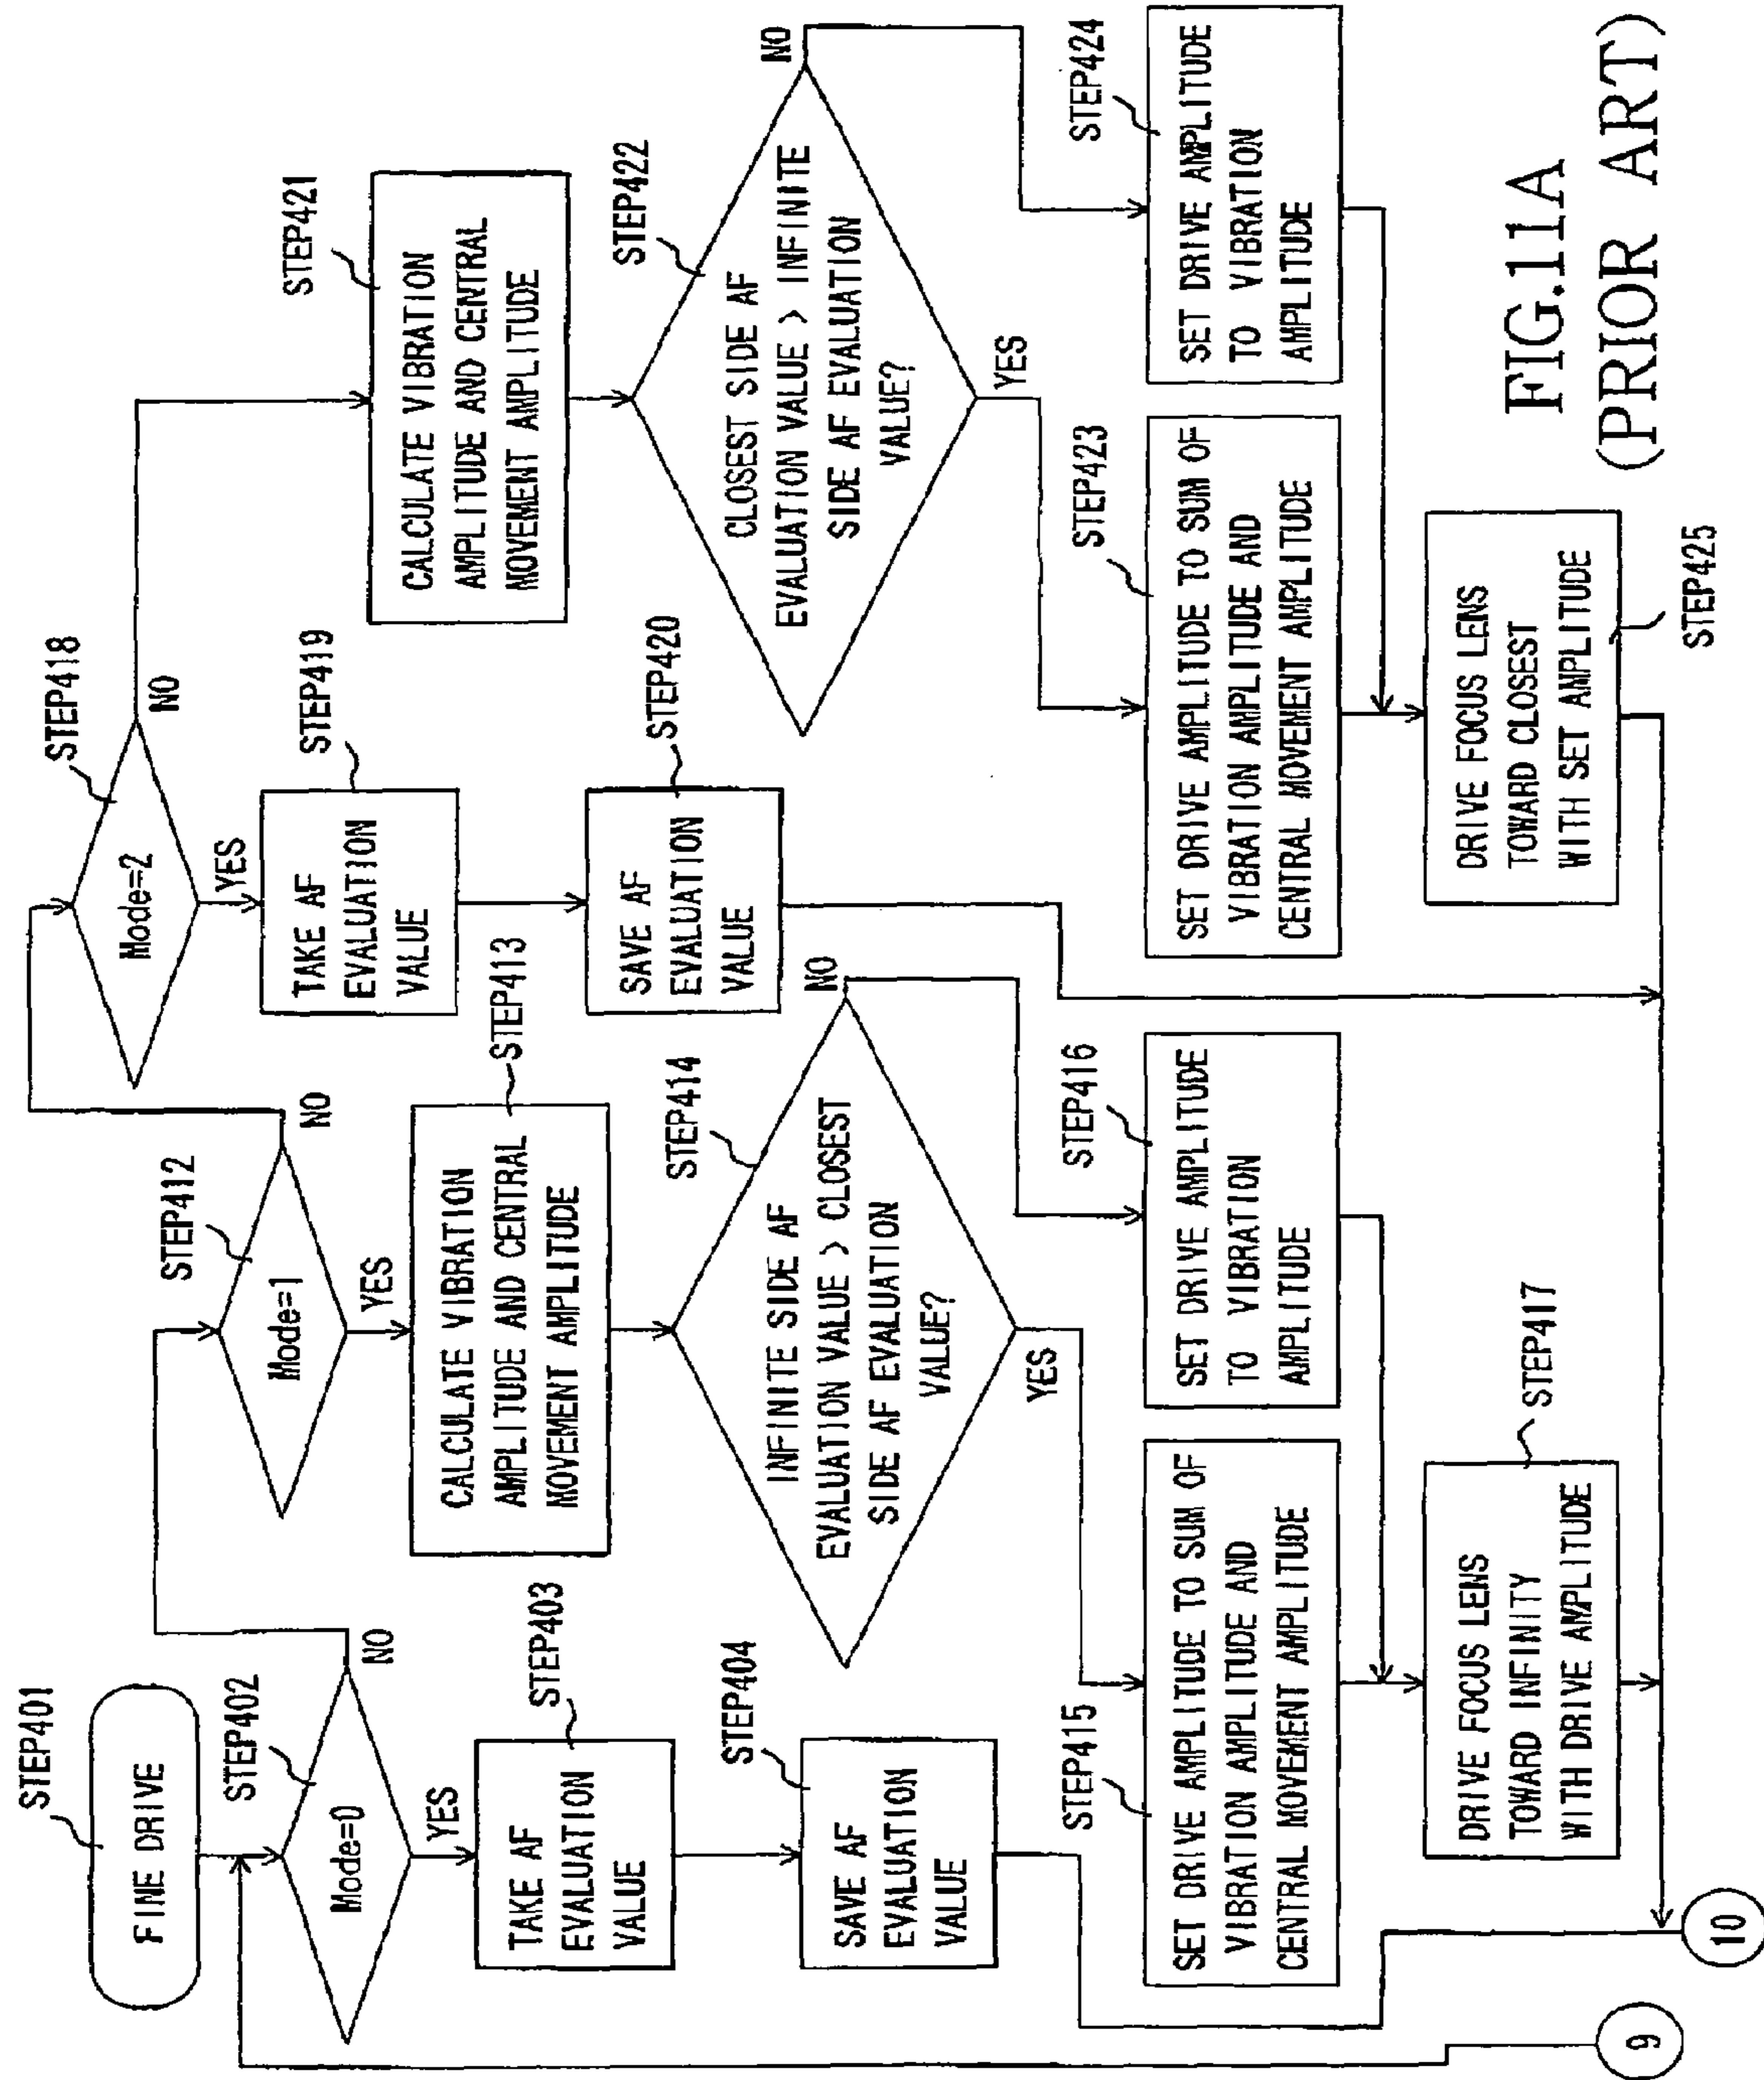 STEP401
FINE DRIVE
STEP402
Mode=0
NO
YES
STEP403
TAKE AF
EVALUATION
VALUE
STEP404
SAVE AF
EVALUATION
VALUE
STEP412
Mode=1
NO
YES
STEP413
CALCULATE VIBRATION
AMPLITUDE AND CENTRAL
MOVEMENT AMPLITUDE
STEP414
INFINITE SIDE AF
EVALUATION VALUE > CLOSEST
SIDE AF EVALUATION
VALUE?
NO
YES
STEP415
SET DRIVE AMPLITUDE TO SUM OF
VIBRATION AMPLITUDE AND
CENTRAL MOVEMENT AMPLITUDE
STEP416
SET DRIVE AMPLITUDE
TO VIBRATION
AMPLITUDE
STEP417
DRIVE FOCUS LENS
TOWARD INFINITY
WITH DRIVE AMPLITUDE
STEP418
Mode=2
NO
YES
STEP419
TAKE AF
EVALUATION
VALUE
STEP420
SAVE AF
EVALUATION
VALUE
STEP421
CALCULATE VIBRATION
AMPLITUDE AND CENTRAL
MOVEMENT AMPLITUDE
STEP422
CLOSEST SIDE AF
EVALUATION VALUE > INFINITE
SIDE AF EVALUATION
VALUE?
NO
YES
STEP423
SET DRIVE AMPLITUDE TO SUM OF
VIBRATION AMPLITUDE AND
CENTRAL MOVEMENT AMPLITUDE
STEP424
SET DRIVE AMPLITUDE
TO VIBRATION
AMPLITUDE
STEP425
DRIVE FOCUS LENS
TOWARD CLOSEST
WITH SET AMPLITUDE
9
10
FIG.11A
(PRIOR ART)